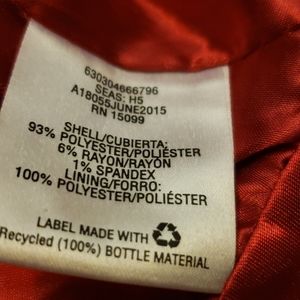 630304666796
SEAS: H5
A18055JUNE2015
RN 15099
SHELL/CUBIERTA:
93% POLYESTER/POLIÉSTER
6% RAYON/RAYÓN
1% SPANDEX
LINING/FORRO:
100% POLYESTER/POLIÉSTER
LABEL MADE WITH
Recycled (100%) BOTTLE MATERIAL